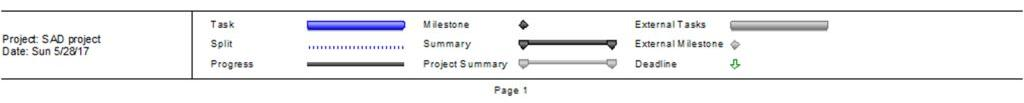 Project: SAD project
Date: Sun 5/28/17
Task
Split
Progress
Milestone
Summary
Project Summary
External Tasks
External Milestone
Deadline
Page 1